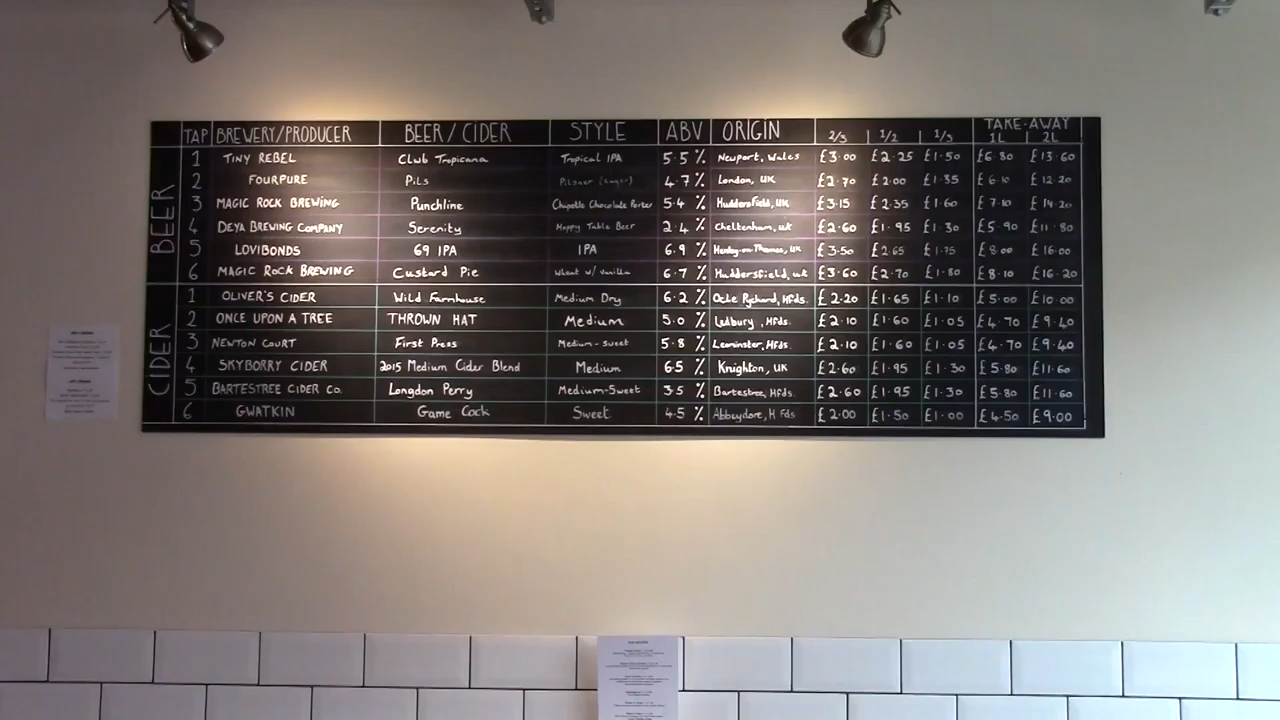 TAP BREWERY/PRODUCER BEER / CIDER STYLE ABV ORIGIN 2/3 1/2 1/3 TAKE-AWAY 1L 2L
BEER
1 TINY REBEL Club Tropicana Tropical IPA 5.5 % Newport, Wales £3.00 £2.25 £1.50 £6.80 £13.60
2 FOURPURE Pils Pilsner (Lager) 4.7 % London, UK £2.70 £2.00 £1.35 £6.10 £12.20
3 MAGIC ROCK BREWING Punchline Chipotle Chocolate Porter 5.4 % Huddersfield, UK £3.15 £2.35 £1.60 £7.10 £14.20
4 DEYA BREWING COMPANY Serenity Hoppy Table Beer 2.4 % Cheltenham, UK £2.60 £1.95 £1.30 £5.90 £11.80
5 LOVIBONDS 69 IPA IPA 6.9 % Henley-on-Thames, UK £3.50 £2.65 £1.75 £8.00 £16.00
6 MAGIC ROCK BREWING Custard Pie Wheat w/ Vanilla 6.7 % Huddersfield, UK £3.60 £2.70 £1.80 £8.10 £16.20
CIDER
1 OLIVER'S CIDER Wild Farmhouse Medium Dry 6.2 % Ocle Pychard, Hfds. £2.20 £1.65 £1.10 £5.00 £10.00
2 ONCE UPON A TREE THROWN HAT Medium 5.0 % Ledbury, Hfds. £2.10 £1.60 £1.05 £4.70 £9.40
3 NEWTON COURT First Press Medium-sweet 5.8 % Leominster, Hfds. £2.10 £1.60 £1.05 £4.70 £9.40
4 SKYBORRY CIDER 2015 Medium Cider Blend Medium 6.5 % Knighton, UK £2.60 £1.95 £1.30 £5.80 £11.60
5 BARTESTREE CIDER Co. Longdon Perry Medium-Sweet 3.5 % Bartestree, Hfds. £2.60 £1.95 £1.30 £5.80 £11.60
6 GWATKIN Game Cock Sweet 4.5 % Abbeydore, Hfds £2.00 £1.50 £1.00 £4.50 £9.00